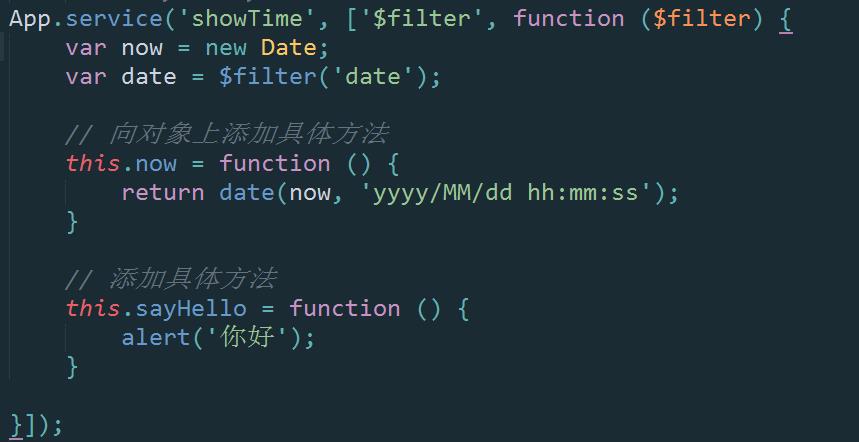 App.service('showTime', ['$filter', function ($filter) {
    var now = new Date;
    var date = $filter('date');

    // 向对象上添加具体方法
    this.now = function () {
        return date(now, 'yyyy/MM/dd hh:mm:ss');
    }

    // 添加具体方法
    this.sayHello = function () {
        alert('你好');
    }

}]);